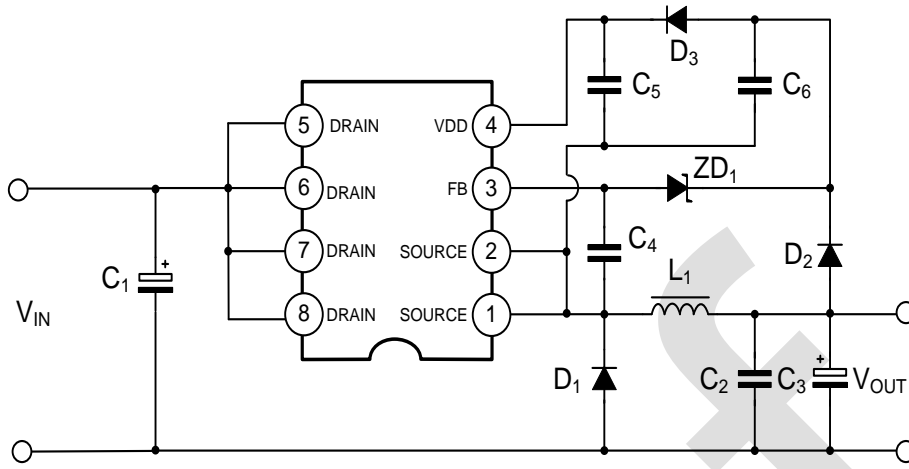 D3
C5
C6
5 DRAIN VDD 4
6 DRAIN FB 3
ZD1
7 DRAIN SOURCE 2
C4
D2
C1
8 DRAIN SOURCE 1
L1
VIN
D1
C2
C3
VOUT